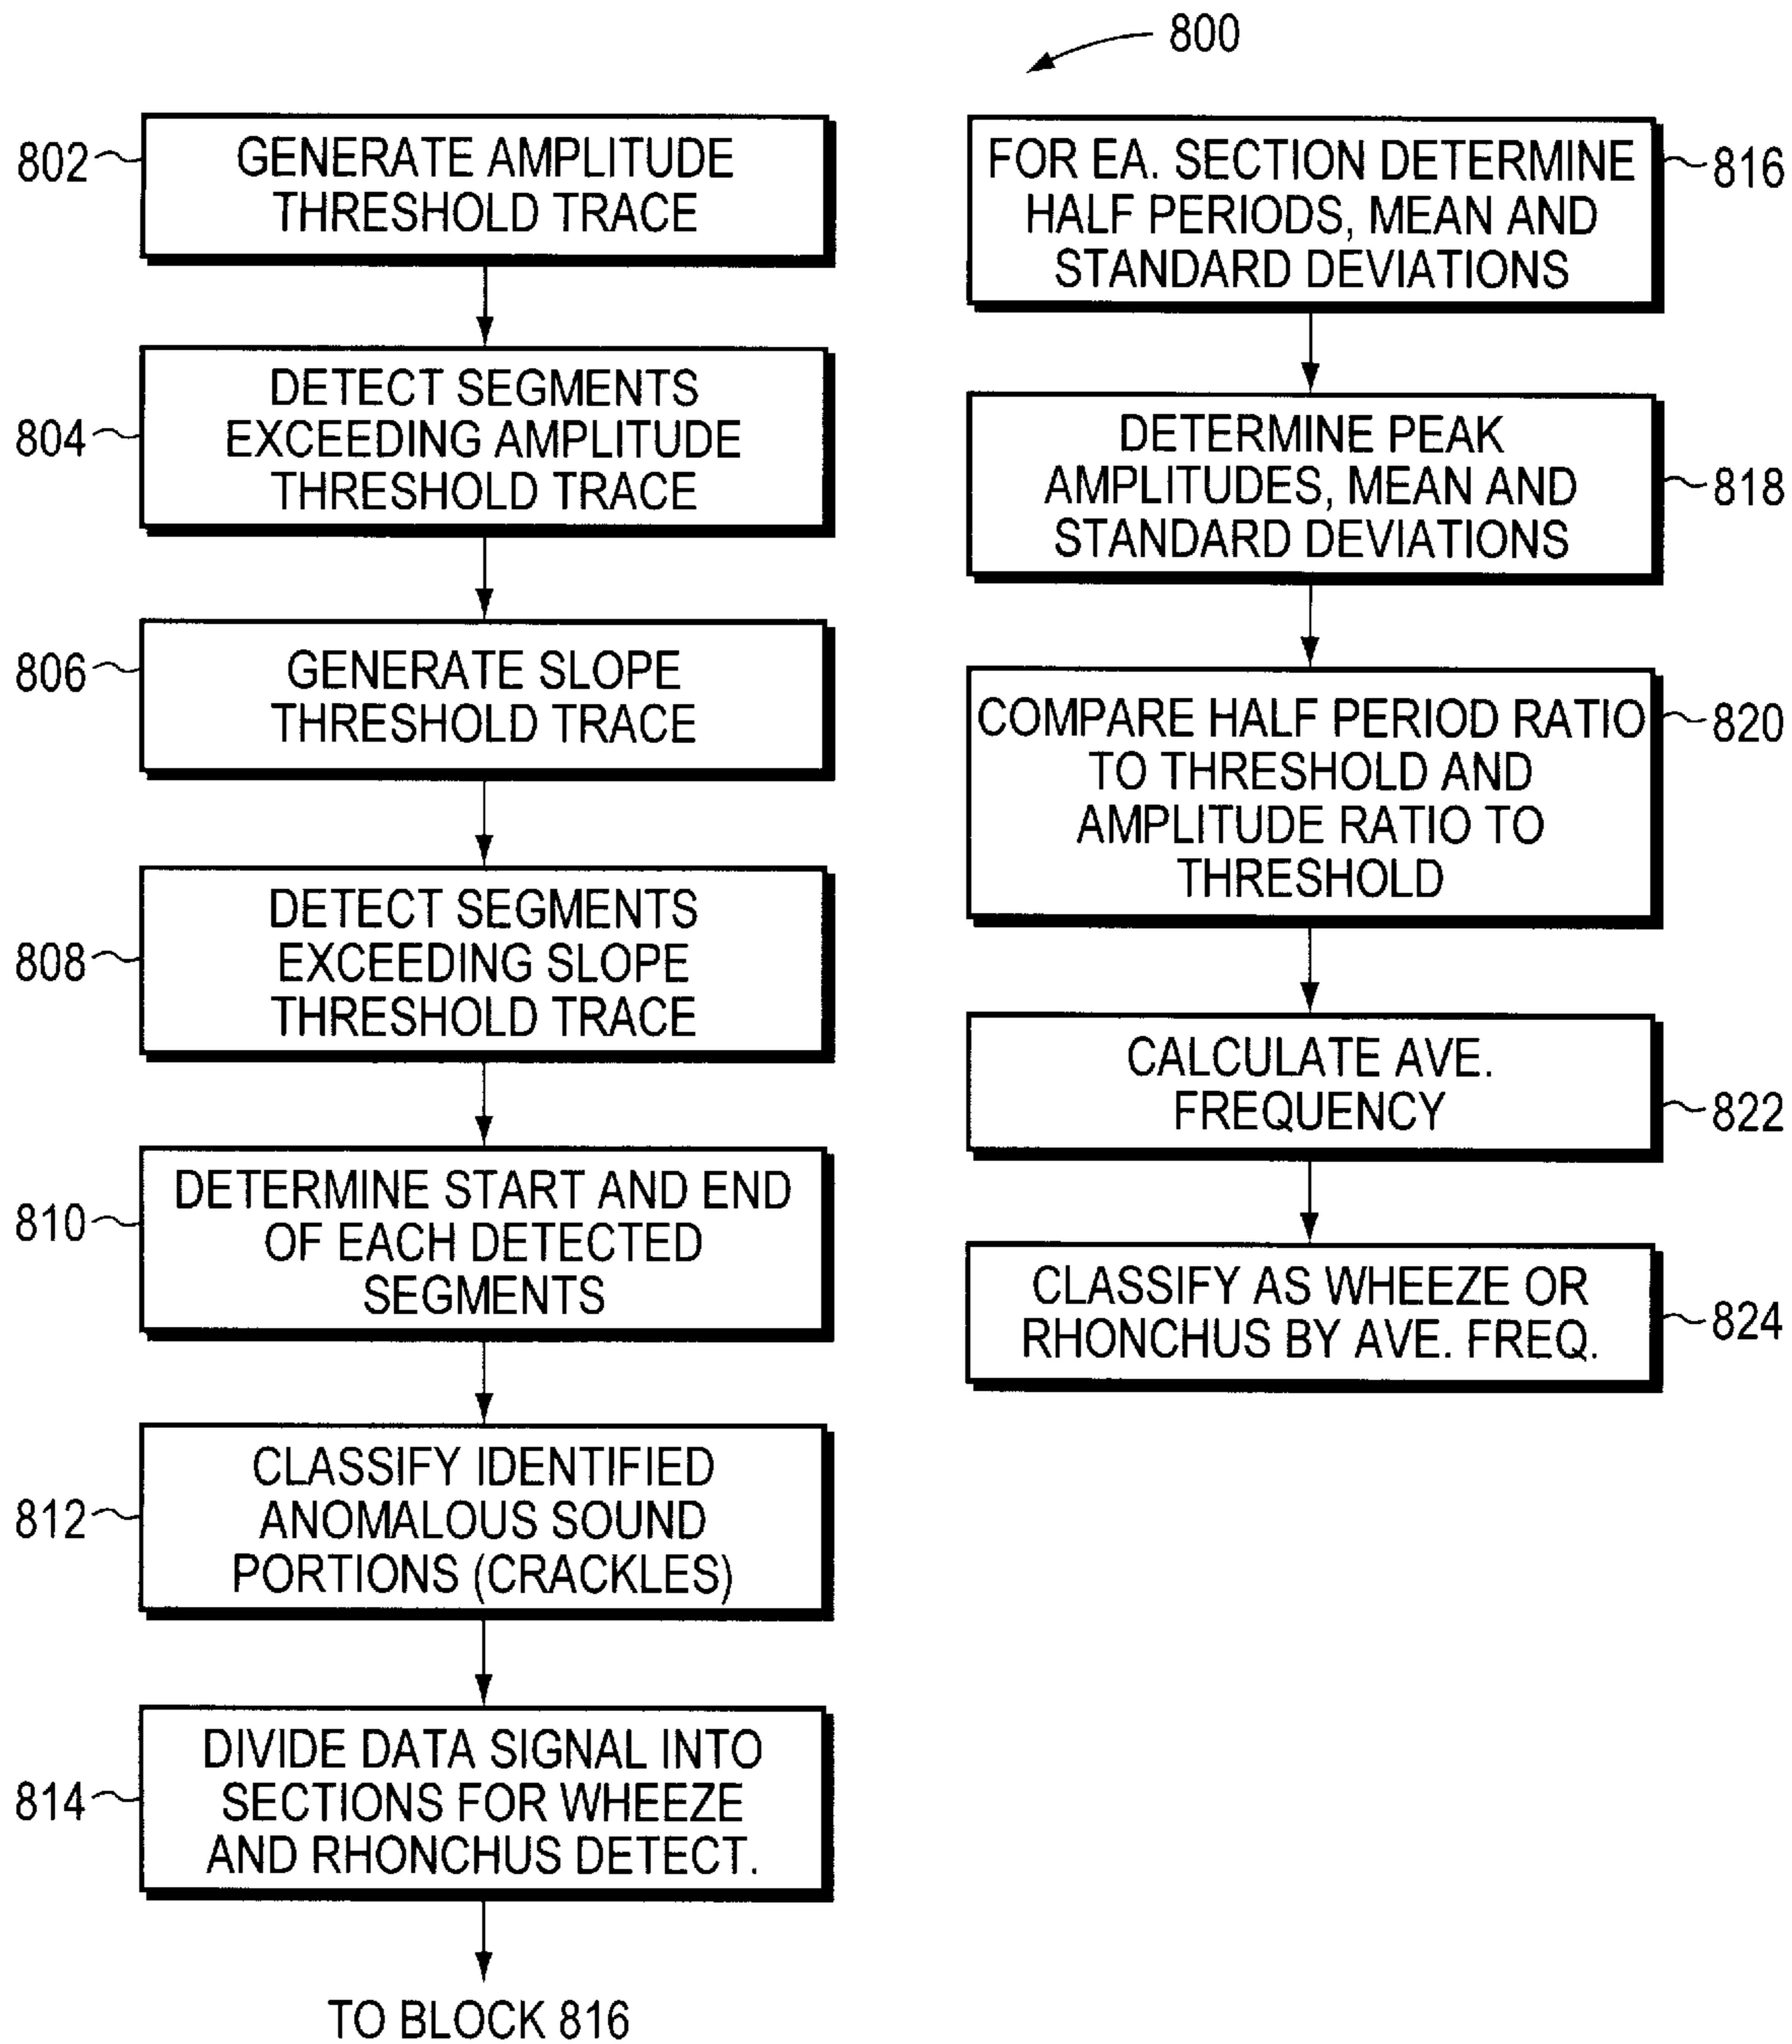 800
802
GENERATE AMPLITUDE
THRESHOLD TRACE
804
DETECT SEGMENTS
EXCEEDING AMPLITUDE
THRESHOLD TRACE
806
GENERATE SLOPE
THRESHOLD TRACE
808
DETECT SEGMENTS
EXCEEDING SLOPE
THRESHOLD TRACE
810
DETERMINE START AND END
OF EACH DETECTED
SEGMENTS
812
CLASSIFY IDENTIFIED
ANOMALOUS SOUND
PORTIONS (CRACKLES)
814
DIVIDE DATA SIGNAL INTO
SECTIONS FOR WHEEZE
AND RHONCHUS DETECT.
TO BLOCK 816
FOR EA. SECTION DETERMINE
HALF PERIODS, MEAN AND
STANDARD DEVIATIONS
816
DETERMINE PEAK
AMPLITUDES, MEAN AND
STANDARD DEVIATIONS
818
COMPARE HALF PERIOD RATIO
TO THRESHOLD AND
AMPLITUDE RATIO TO
THRESHOLD
820
CALCULATE AVE.
FREQUENCY
822
CLASSIFY AS WHEEZE OR
RHONCHUS BY AVE. FREQ.
824